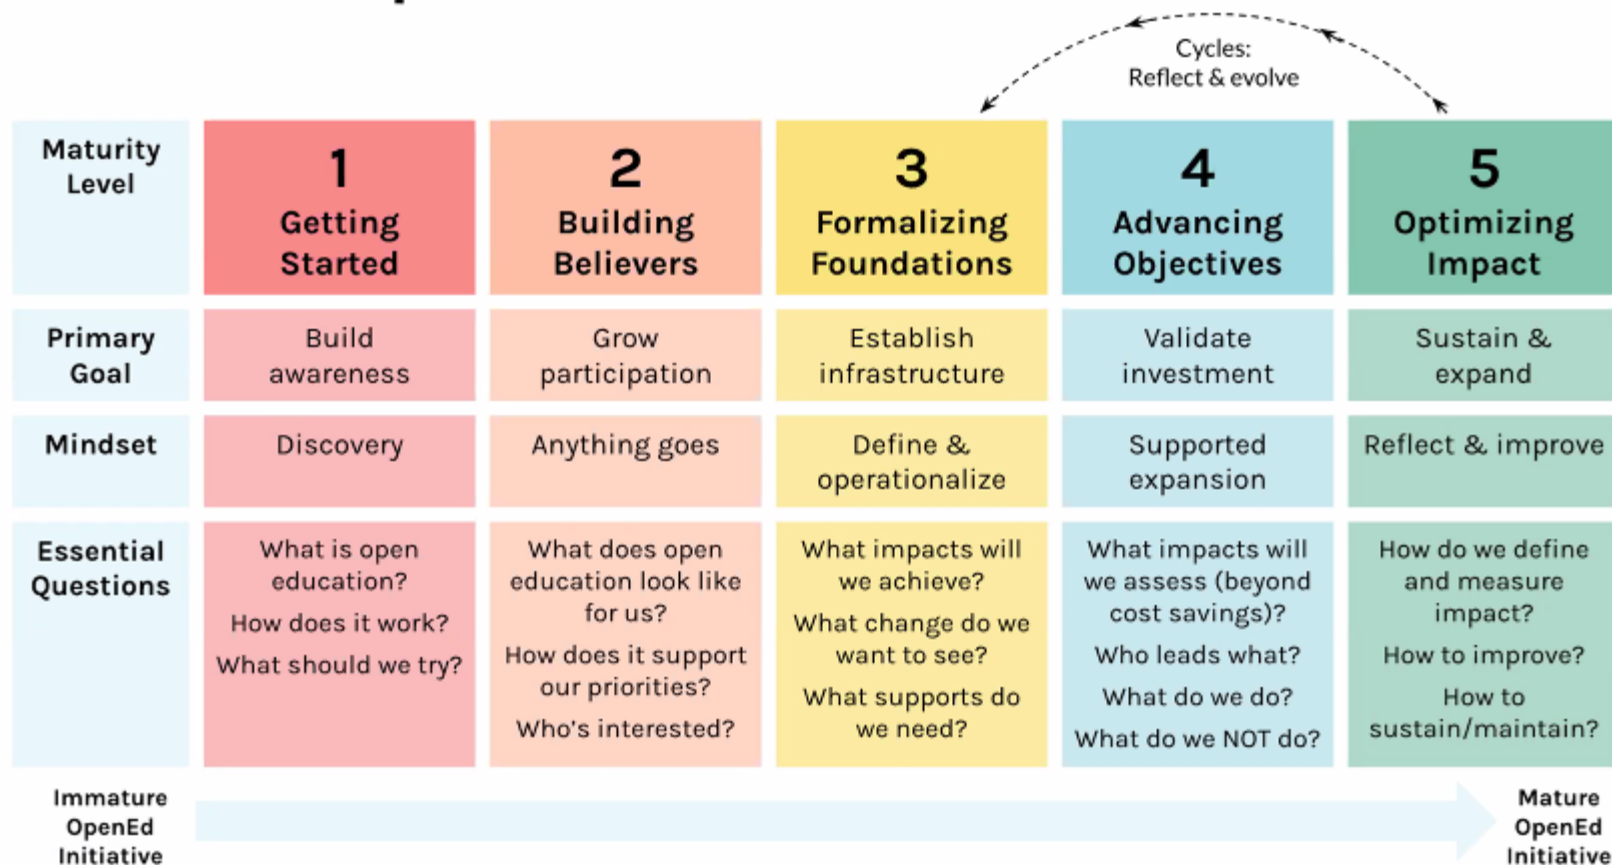 Cycles:
Reflect & evolve
Maturity
Level
1
Getting
Started
2
Building
Believers
3
Formalizing
Foundations
4
Advancing
Objectives
5
Optimizing
Impact
Primary
Goal
Build
awareness
Grow
participation
Establish
infrastructure
Validate
investment
Sustain &
expand
Mindset
Discovery
Anything goes
Define &
operationalize
Supported
expansion
Reflect & improve
Essential
Questions
What is open
education?
How does it work?
What should we try?
What does open
education look like
for us?
How does it support
our priorities?
Who's interested?
What impacts will
we achieve?
What change do we
want to see?
What supports do
we need?
What impacts will
we assess (beyond
cost savings)?
Who leads what?
What do we do?
What do we NOT do?
How do we define
and measure
impact?
How to improve?
How to
sustain/maintain?
Immature
OpenEd
Initiative
Mature
OpenEd
Initiative